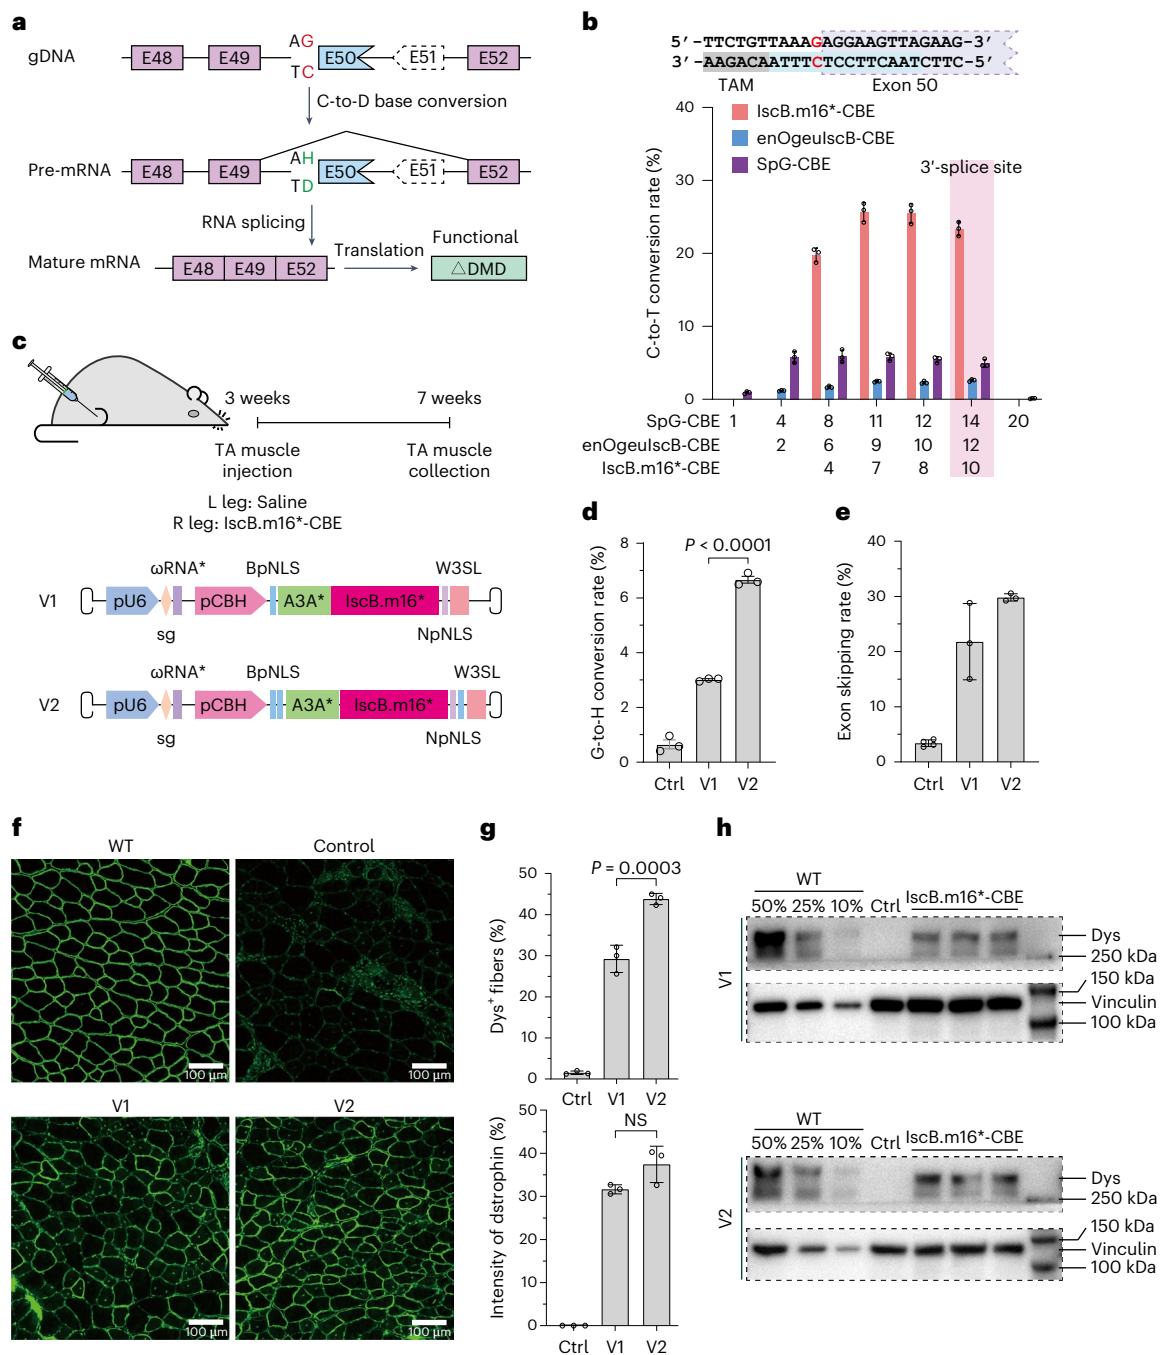 a
gDNA
E48
E49
AG
TC
E50
E51
E52
C-to-D base conversion
Pre-mRNA
E48
E49
AH
TD
E50
E51
E52
RNA splicing
Mature mRNA
E48
E49
E52
Translation
Functional
△DMD
b
5′-TTCTGTTAAAGAGGAAGTTAGAAG-3′
3′-AAGACAATTTCTCCTTCAATCTTC-5′
TAM
Exon 50
C-to-T conversion rate (%)
40
30
20
10
0
IscB.m16*-CBE
enOgeuIscB-CBE
SpG-CBE
3′-splice site
SpG-CBE 1 4 8 11 12 14 20
enOgeuIscB-CBE 2 6 9 10 12
IscB.m16*-CBE 4 7 8 10
c
3 weeks
7 weeks
TA muscle
injection
TA muscle
collection
L leg: Saline
R leg: IscB.m16*-CBE
ωRNA*
BpNLS
W3SL
V1
pU6
pCBH
A3A*
IscB.m16*
sg
NpNLS
ωRNA*
BpNLS
W3SL
V2
pU6
pCBH
A3A*
IscB.m16*
sg
NpNLS
d
G-to-H conversion rate (%)
8
6
4
2
0
P < 0.0001
Ctrl V1 V2
e
Exon skipping rate (%)
40
30
20
10
0
Ctrl V1 V2
f
WT
Control
100 μm
100 μm
V1
V2
100 μm
100 μm
g
Dys+ fibers (%)
50
40
30
20
10
0
P = 0.0003
Ctrl V1 V2
Intensity of dstrophin (%)
50
40
30
20
10
0
NS
Ctrl V1 V2
h
WT
50% 25% 10% Ctrl IscB.m16*-CBE
V1
Dys
250 kDa
150 kDa
Vinculin
100 kDa
WT
50% 25% 10% Ctrl IscB.m16*-CBE
V2
Dys
250 kDa
150 kDa
Vinculin
100 kDa